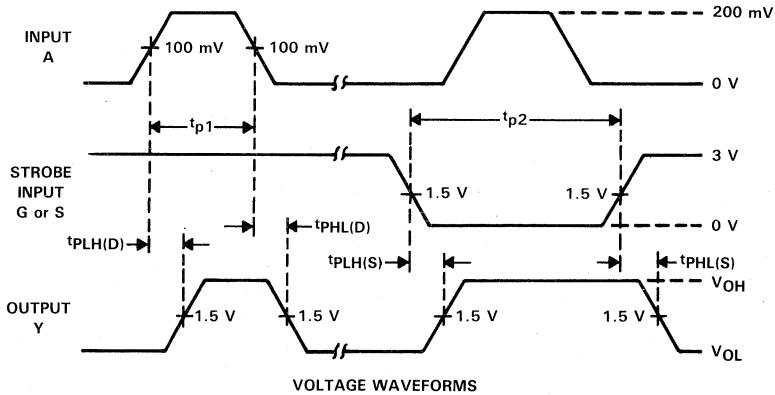 200 mV
INPUT
A
100 mV
100 mV
0 V
tp1
tp2
3 V
STROBE
INPUT
G or S
1.5 V
1.5 V
0 V
tPLH(D)
tPHL(D)
tPLH(S)
tPHL(S)
VOH
OUTPUT
Y
1.5 V
1.5 V
1.5 V
1.5 V
VOL
VOLTAGE WAVEFORMS